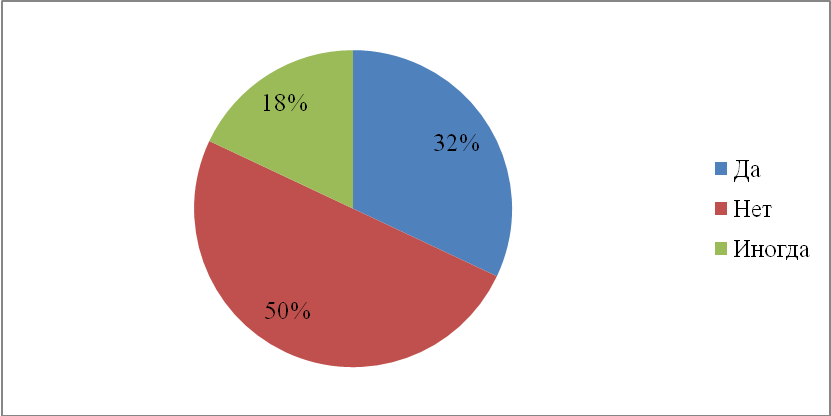 18%
32%
50%
Да
Нет
Иногда